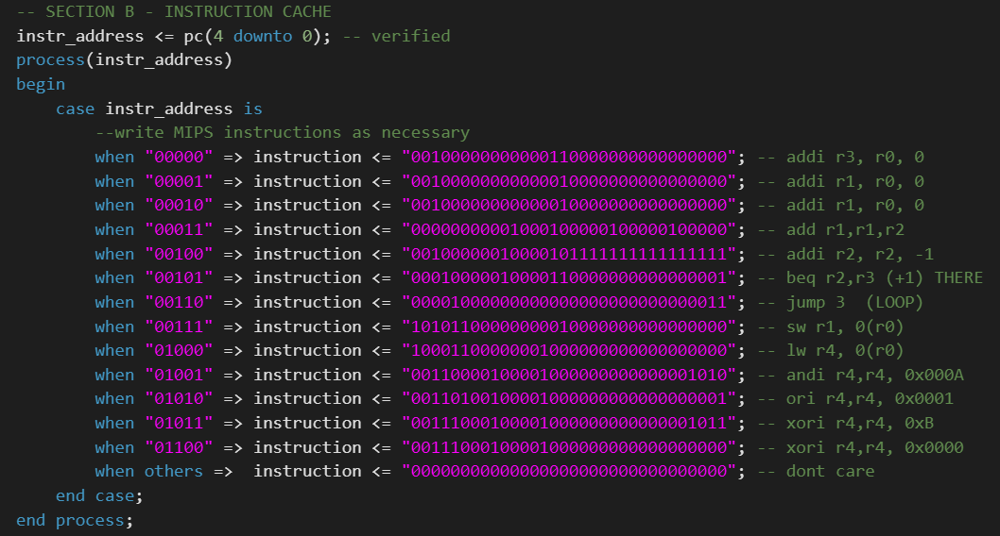 -- SECTION B - INSTRUCTION CACHE
instr_address <= pc(4 downto 0); -- verified
process(instr_address)
begin
case instr_address is
--write MIPS instructions as necessary
when "00000" => instruction <= "00100000000000110000000000000000"; -- addi r3, r0, 0
when "00001" => instruction <= "00100000000000010000000000000000"; -- addi r1, r0, 0
when "00010" => instruction <= "00100000000000010000000000000000"; -- addi r1, r0, 0
when "00011" => instruction <= "00000000001000100000100000100000"; -- add r1,r1,r2
when "00100" => instruction <= "00100000010000101111111111111111"; -- addi r2, r2, -1
when "00101" => instruction <= "00010000010000110000000000000001"; -- beq r2,r3 (+1) THERE
when "00110" => instruction <= "00001000000000000000000000000011"; -- jump 3  (LOOP)
when "00111" => instruction <= "10101100000000010000000000000000"; -- sw r1, 0(r0)
when "01000" => instruction <= "10001100000001000000000000000000"; -- lw r4, 0(r0)
when "01001" => instruction <= "00110000100001000000000000001010"; -- andi r4,r4, 0x000A
when "01010" => instruction <= "00110100100001000000000000000001"; -- ori r4,r4, 0x0001
when "01011" => instruction <= "00111000100001000000000000001011"; -- xori r4,r4, 0xB
when "01100" => instruction <= "00111000100001000000000000000000"; -- xori r4,r4, 0x0000
when others =>  instruction <= "00000000000000000000000000000000"; -- dont care
end case;
end process;